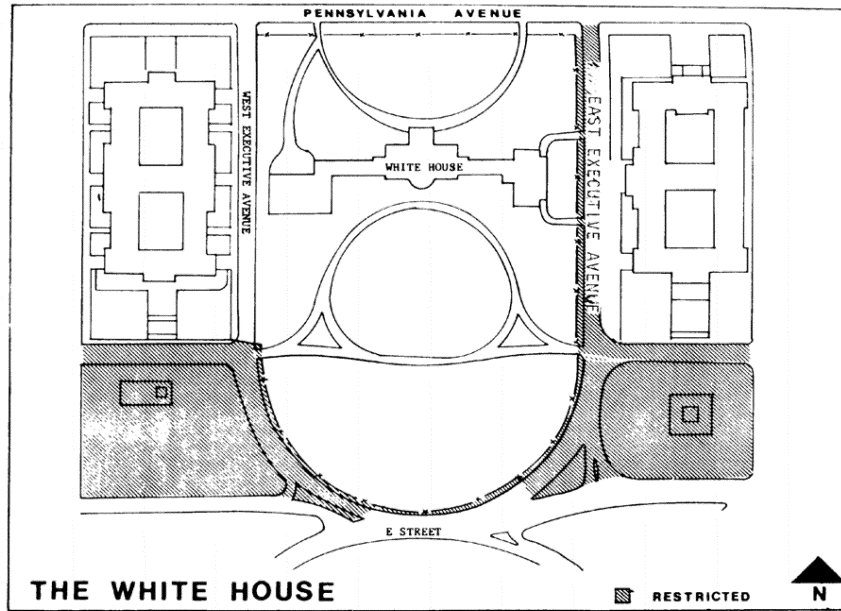 PENNSYLVANIA AVENUE
WEST EXECUTIVE AVENUE
EAST EXECUTIVE AVENUE
WHITE HOUSE
E STREET
THE WHITE HOUSE
RESTRICTED
N